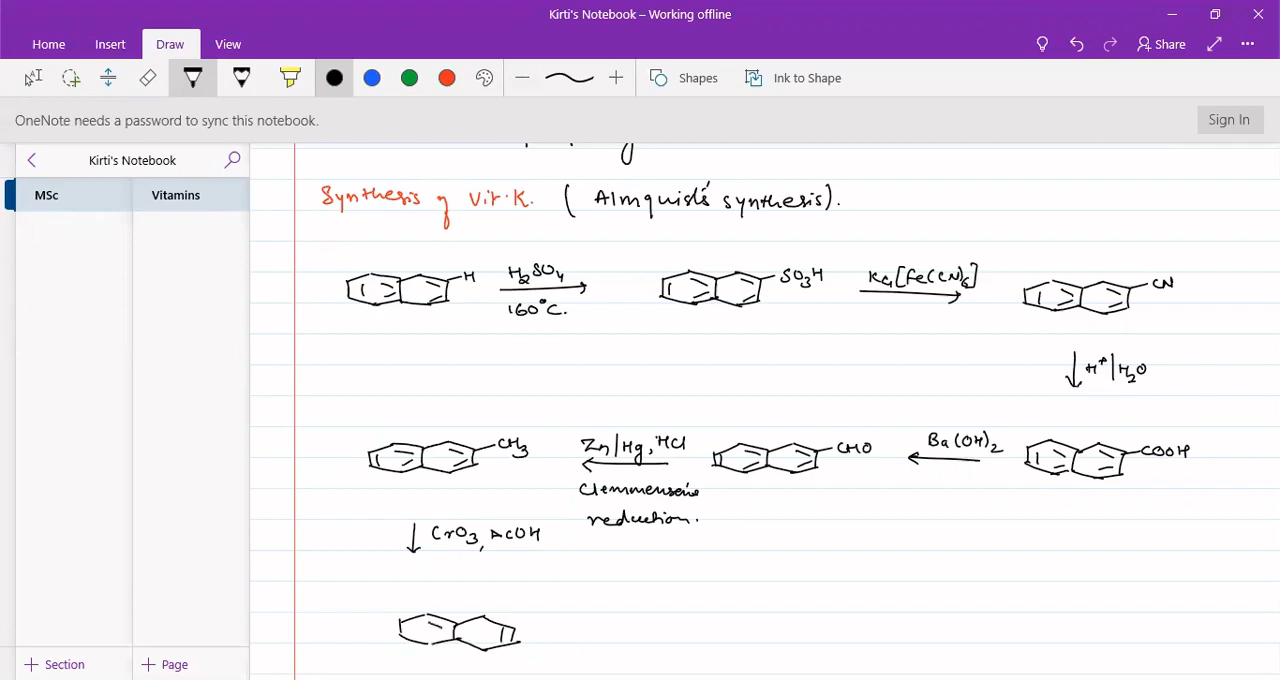 Kirti's Notebook – Working offline
Home Insert Draw View Share
Shapes Ink to Shape
OneNote needs a password to sync this notebook. Sign In
Kirti's Notebook
MSc Vitamins
Synthesis of Vit. K. (Almquist's synthesis).
H H2SO4 SO3H K4[Fe(CN)6] CN
160°C.
H+/H2O
CH3 Zn/Hg, HCl CHO Ba(OH)2 COOH
Clemmensens
reduction.
CrO3, AcOH
+ Section + Page